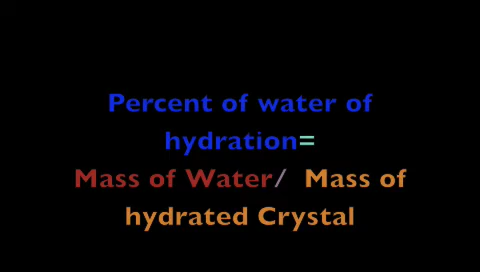 Percent of water of
hydration=
Mass of Water/ Mass of
hydrated Crystal